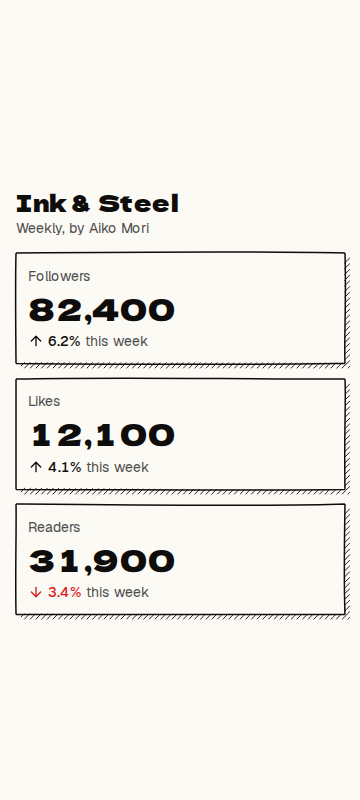 Ink & Steel
Weekly, by Aiko Mori
Followers
82,400
↑ 6.2% this week
Likes
12,100
↑ 4.1% this week
Readers
31,900
↓ 3.4% this week